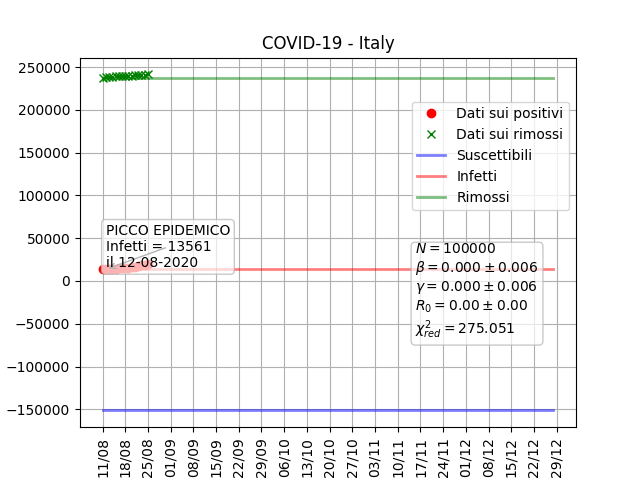 COVID-19 - Italy
250000
200000
150000
100000
50000
0
−50000
−100000
−150000
Dati sui positivi
Dati sui rimossi
Suscettibili
Infetti
Rimossi
PICCO EPIDEMICO
Infetti = 13561
il 12-08-2020
N = 100000
β = 0.000 ± 0.006
γ = 0.000 ± 0.006
R₀ = 0.00 ± 0.00
χ²red = 275.051
11/08
18/08
25/08
01/09
08/09
15/09
22/09
29/09
06/10
13/10
20/10
27/10
03/11
10/11
17/11
24/11
01/12
08/12
15/12
22/12
29/12